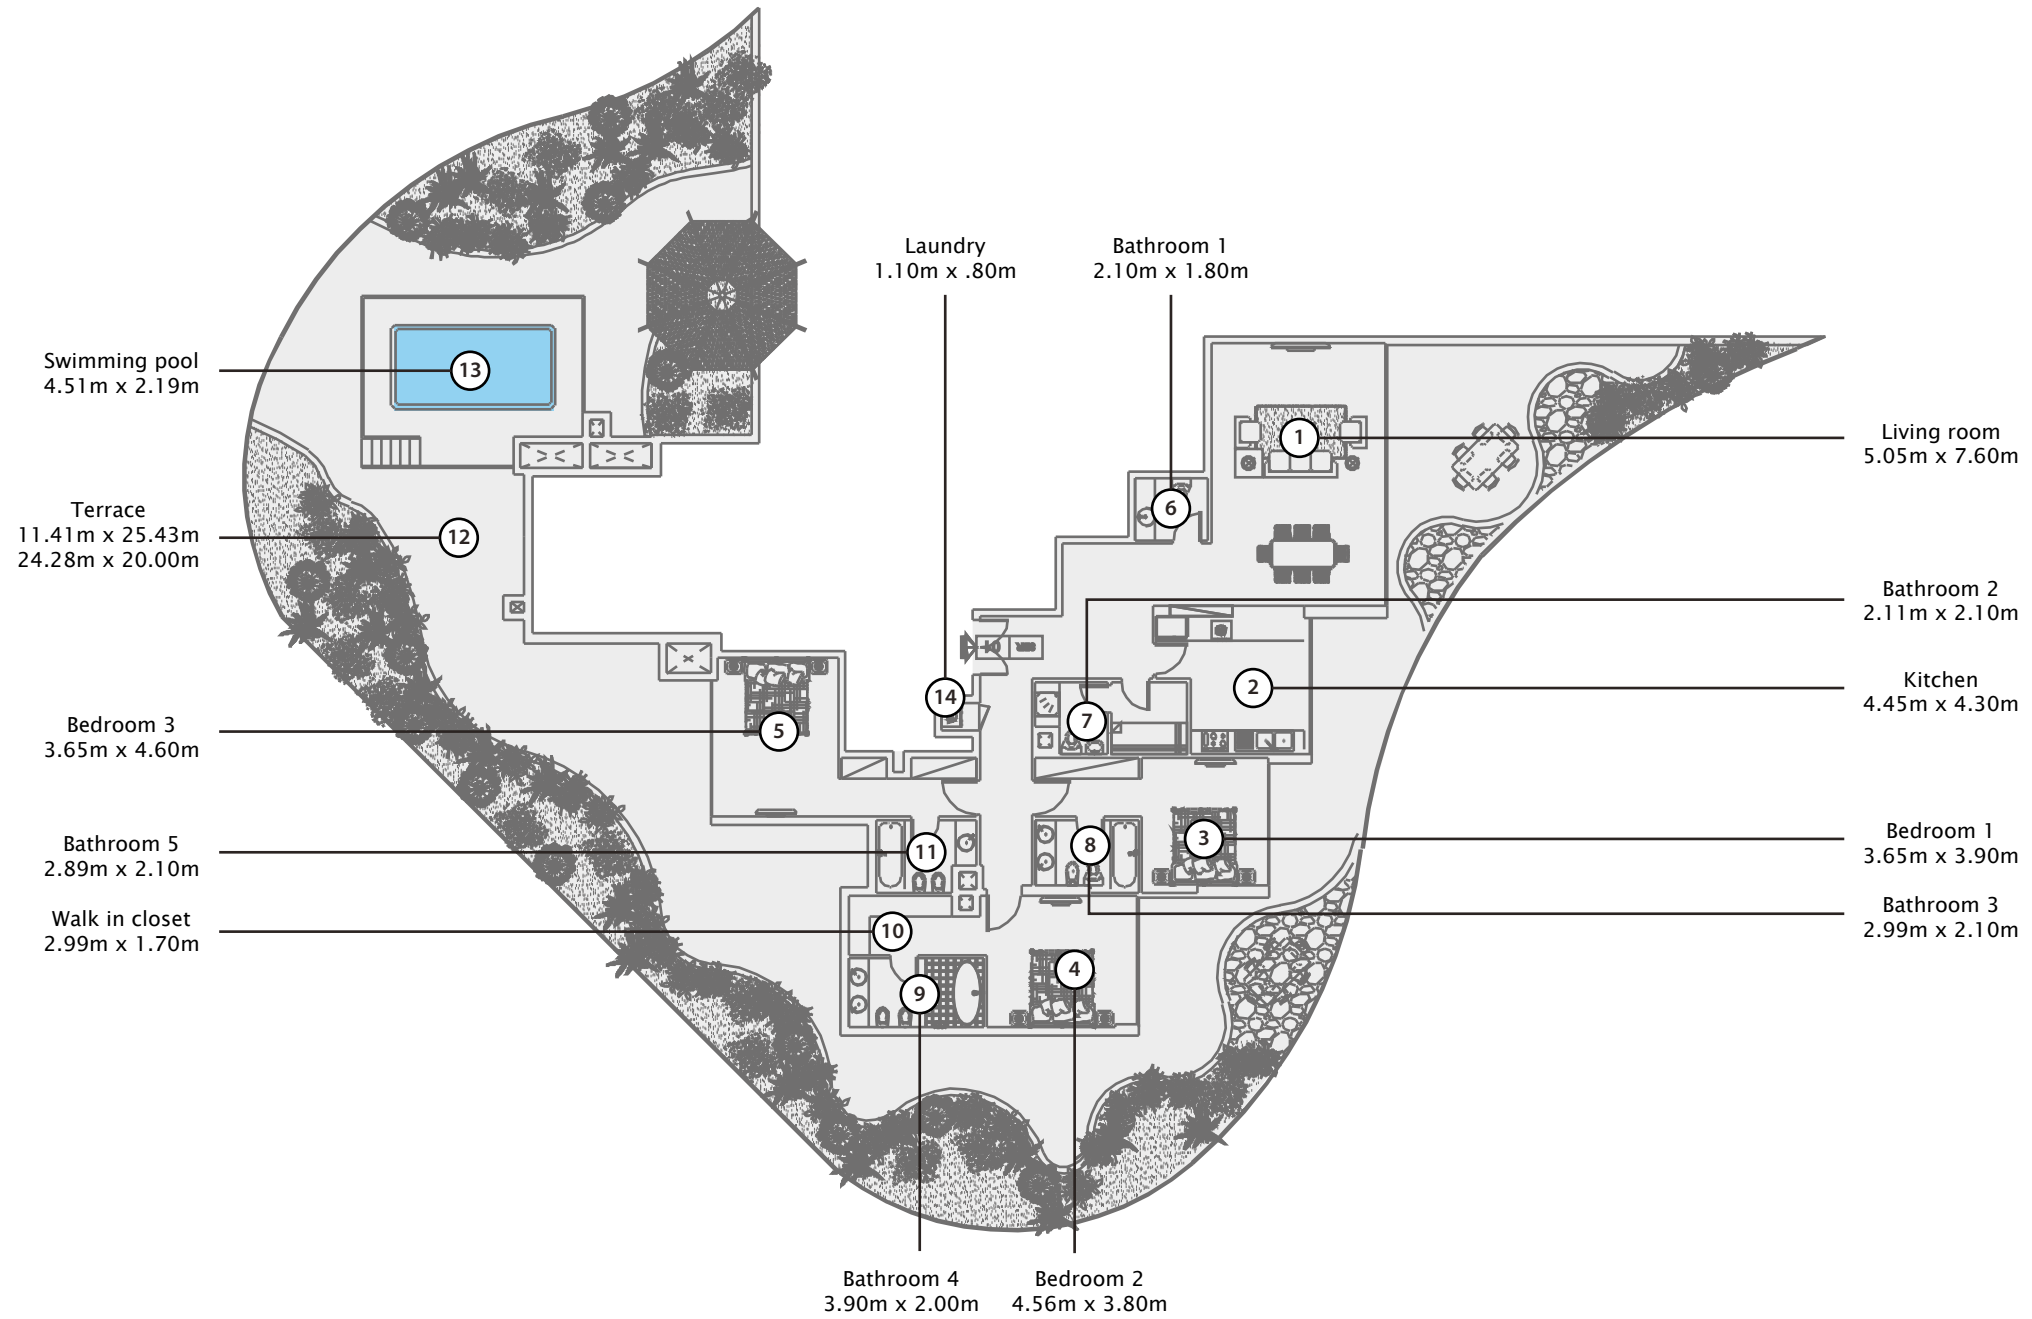 Laundry
1.10m x .80m
Bathroom 1
2.10m x 1.80m
Swimming pool
4.51m x 2.19m
13
1
Living room
5.05m x 7.60m
6
Terrace
11.41m x 25.43m
24.28m x 20.00m
12
Bathroom 2
2.11m x 2.10m
14
2
Kitchen
4.45m x 4.30m
Bedroom 3
3.65m x 4.60m
5
7
Bathroom 5
2.89m x 2.10m
11
8
3
Bedroom 1
3.65m x 3.90m
Walk in closet
2.99m x 1.70m
10
Bathroom 3
2.99m x 2.10m
4
9
Bathroom 4
3.90m x 2.00m
Bedroom 2
4.56m x 3.80m